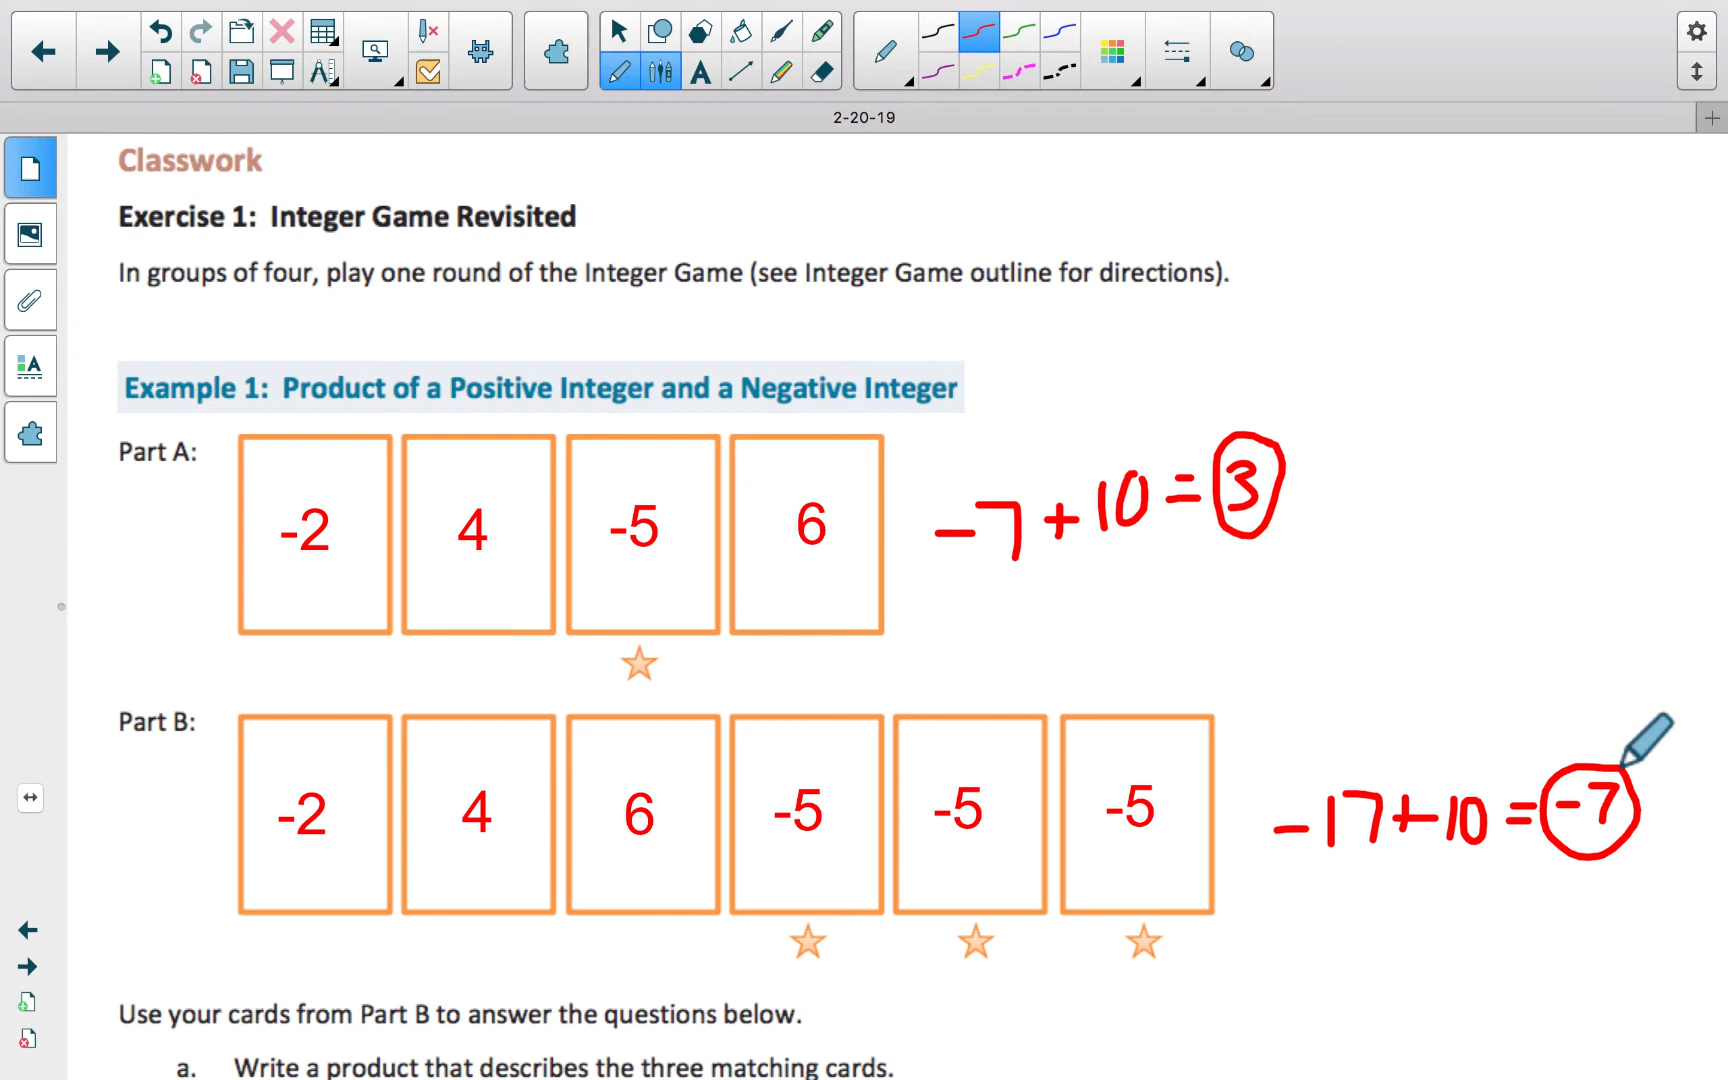 2-20-19
Classwork
Exercise 1: Integer Game Revisited
In groups of four, play one round of the Integer Game (see Integer Game outline for directions).
Example 1: Product of a Positive Integer and a Negative Integer
Part A:
-2 4 -5 6
-7 + 10 = 3
Part B:
-2 4 6 -5 -5 -5
-17 + 10 = -7
Use your cards from Part B to answer the questions below.
a. Write a product that describes the three matching cards.